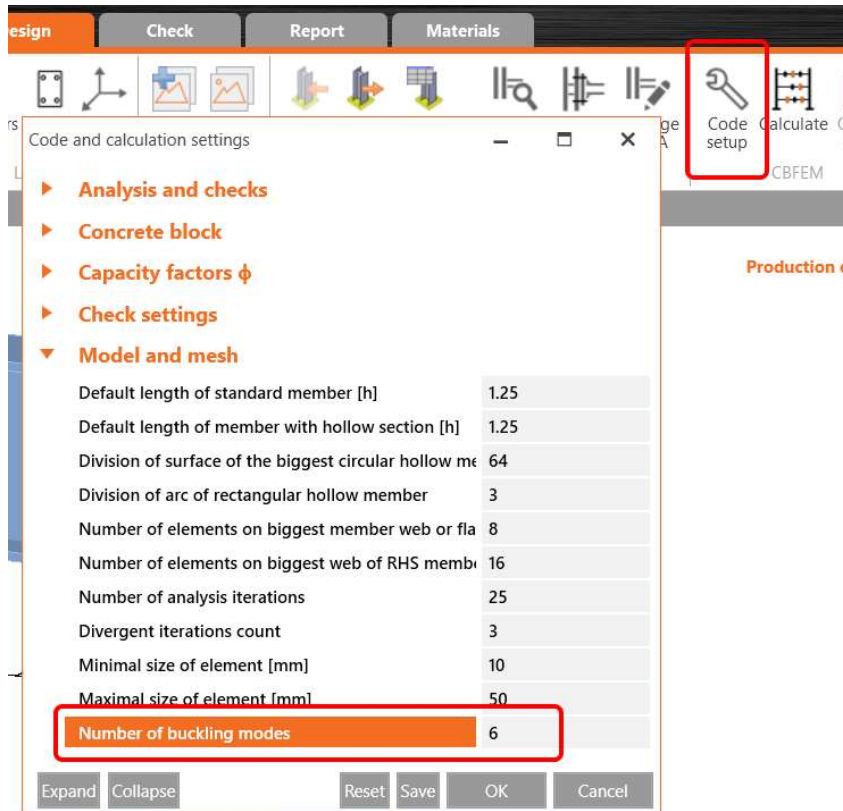 esign Check Report Materials
rs
ge Code Calculate
A setup
L
CBFEM
Code and calculation settings
Analysis and checks
Concrete block
Capacity factors ϕ
Production
Check settings
Model and mesh
Default length of standard member [h] 1.25
Default length of member with hollow section [h] 1.25
Division of surface of the biggest circular hollow me 64
Division of arc of rectangular hollow member 3
Number of elements on biggest member web or fla 8
Number of elements on biggest web of RHS membe 16
Number of analysis iterations 25
Divergent iterations count 3
Minimal size of element [mm] 10
Maximal size of element [mm] 50
Number of buckling modes 6
Expand Collapse Reset Save OK Cancel